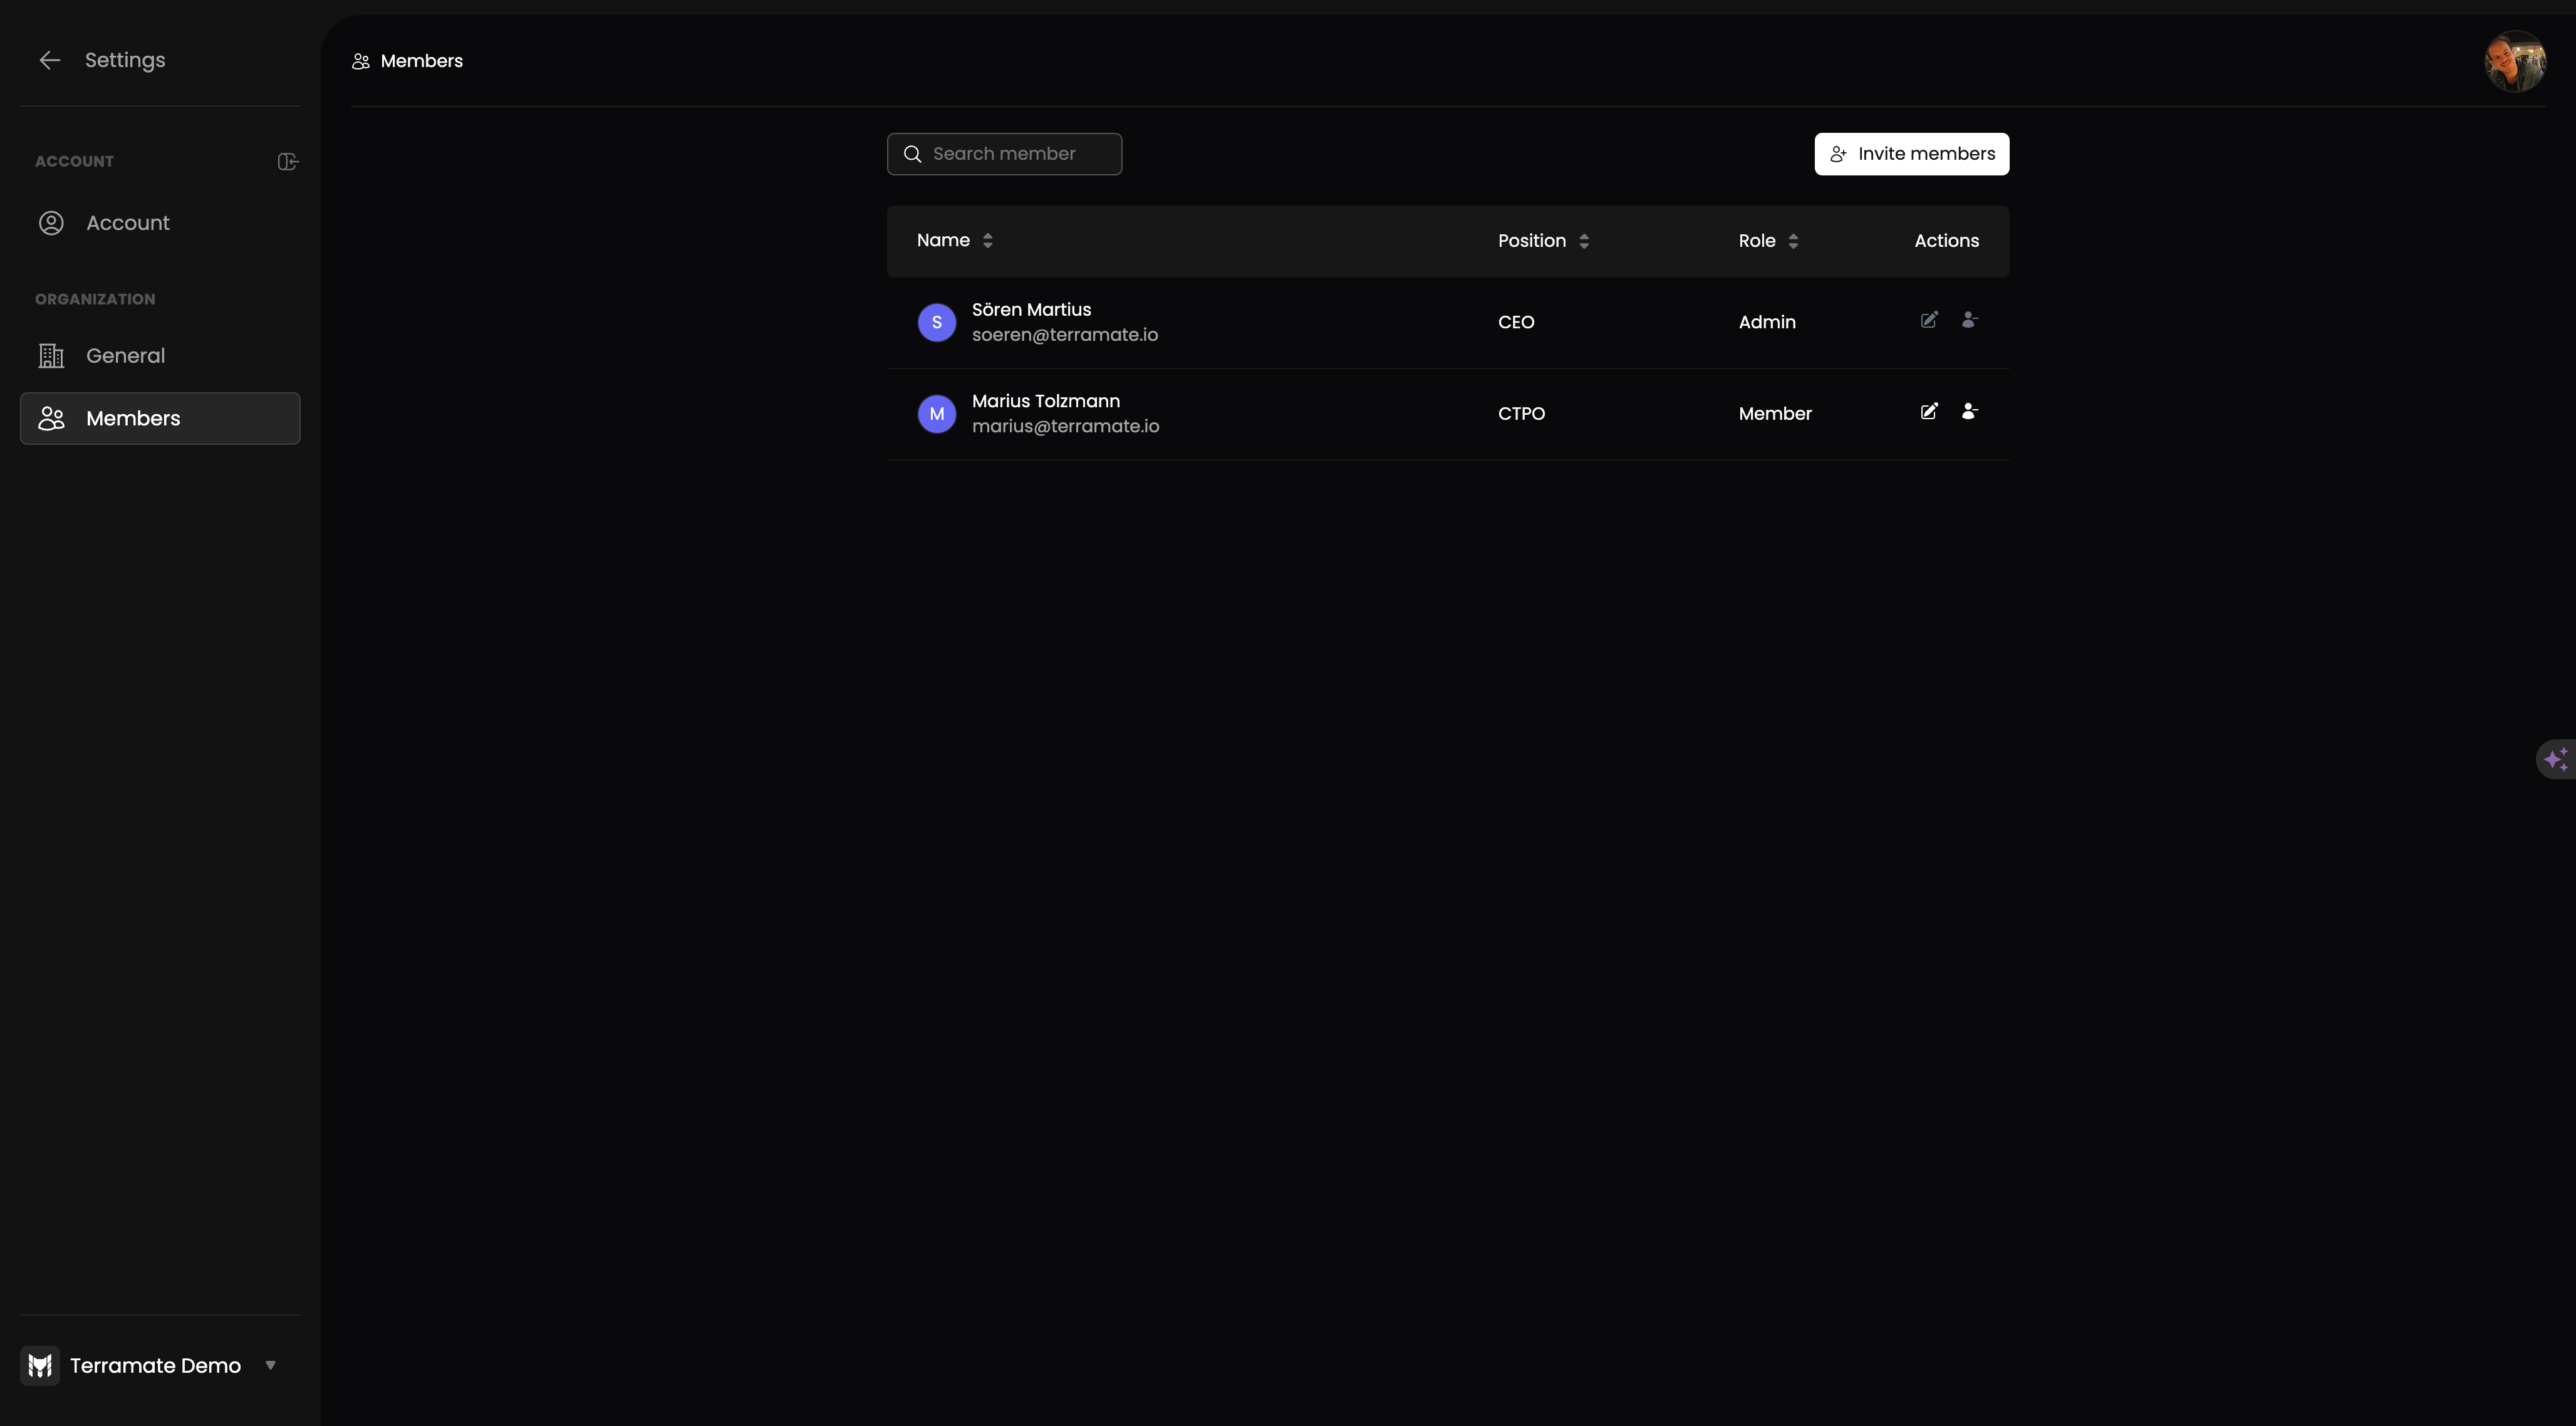 Settings
ACCOUNT
Account
ORGANIZATION
General
Members
Terramate Demo
Members
Search member
Invite members
Name Position Role Actions
S Sören Martius CEO Admin
soeren@terramate.io
M Marius Tolzmann CTPO Member
marius@terramate.io